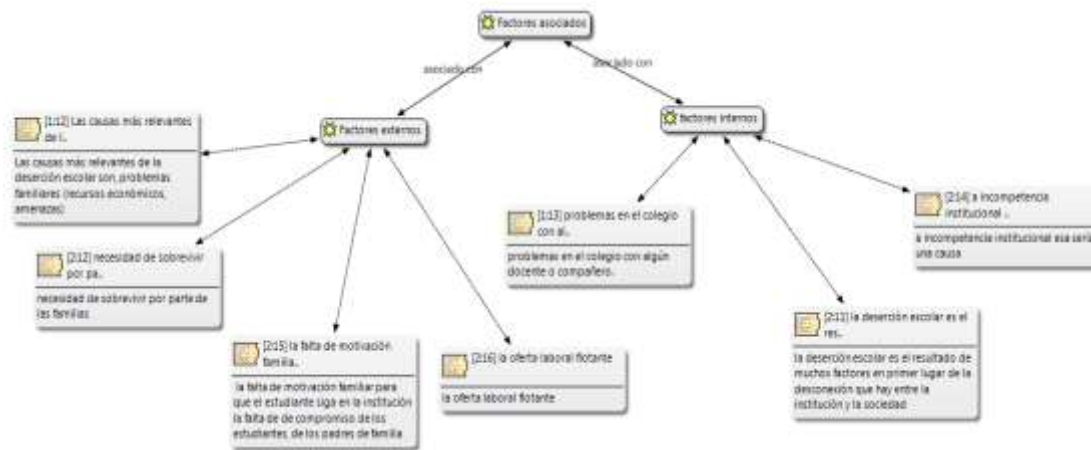 Factores asociados
asociado con
asociado con
Factores externos
factores internos
[1:12] Las causas más relevantes
de l..
Las causas más relevantes de la
deserción escolar son, problemas
familiares (recursos económicos,
amenazas)
[2:12] necesidad de sobrevivir
por pa..
necesidad de sobrevivir por parte de
las familias
[2:15] la falta de motivación
familia..
la falta de motivación familiar para
que el estudiante siga en la institución
la falta de de compromiso de los
estudiantes, de los padres de familia
[2:16] la oferta laboral flotante
la oferta laboral flotante
[1:13] problemas en el colegio
con al..
problemas en el colegio con algún
docente o compañero.
[2:14] a incompetencia
institucional ..
a incompetencia institucional esa sería
una causa
[2:11] la deserción escolar es el
res..
la deserción escolar es el resultado de
muchos factores en primer lugar de la
desconexión que hay entre la
institución y la sociedad